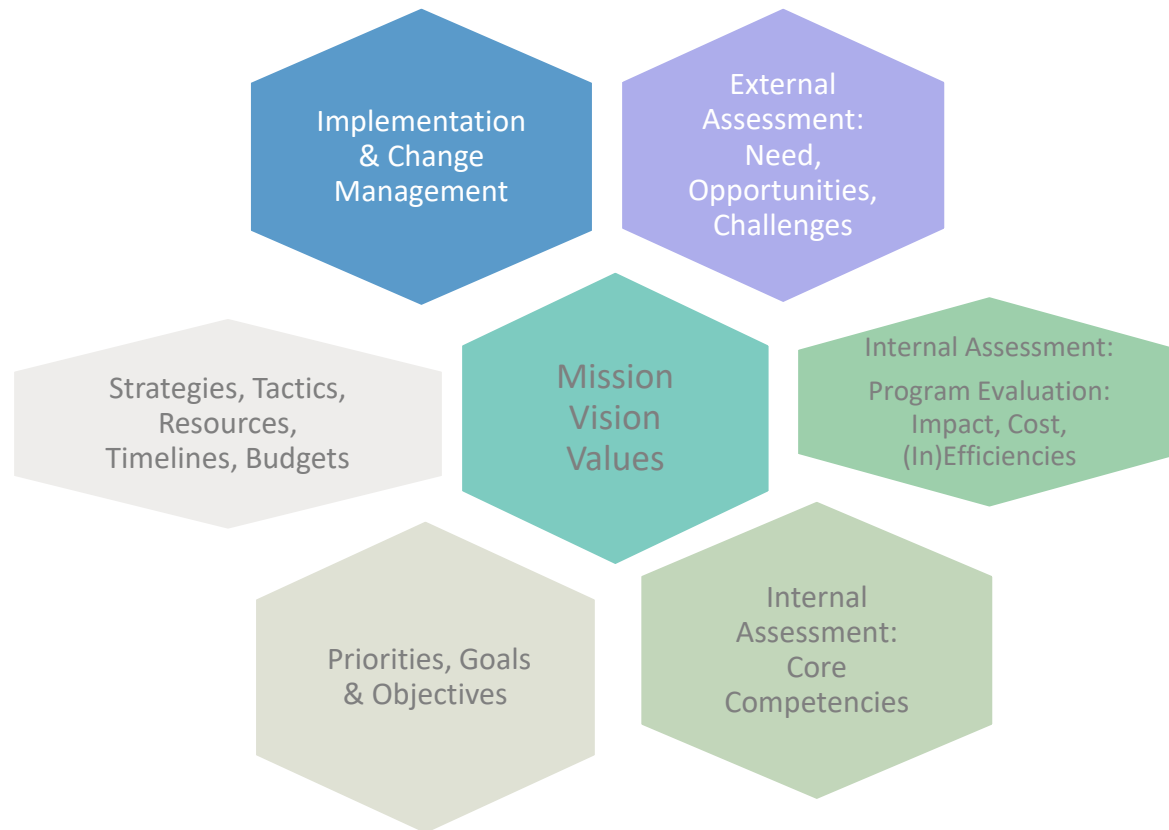 Implementation
& Change
Management
External
Assessment:
Need,
Opportunities,
Challenges
Strategies, Tactics,
Resources,
Timelines, Budgets
Mission
Vision
Values
Internal Assessment:
Program Evaluation:
Impact, Cost,
(In)Efficiencies
Priorities, Goals
& Objectives
Internal
Assessment:
Core
Competencies